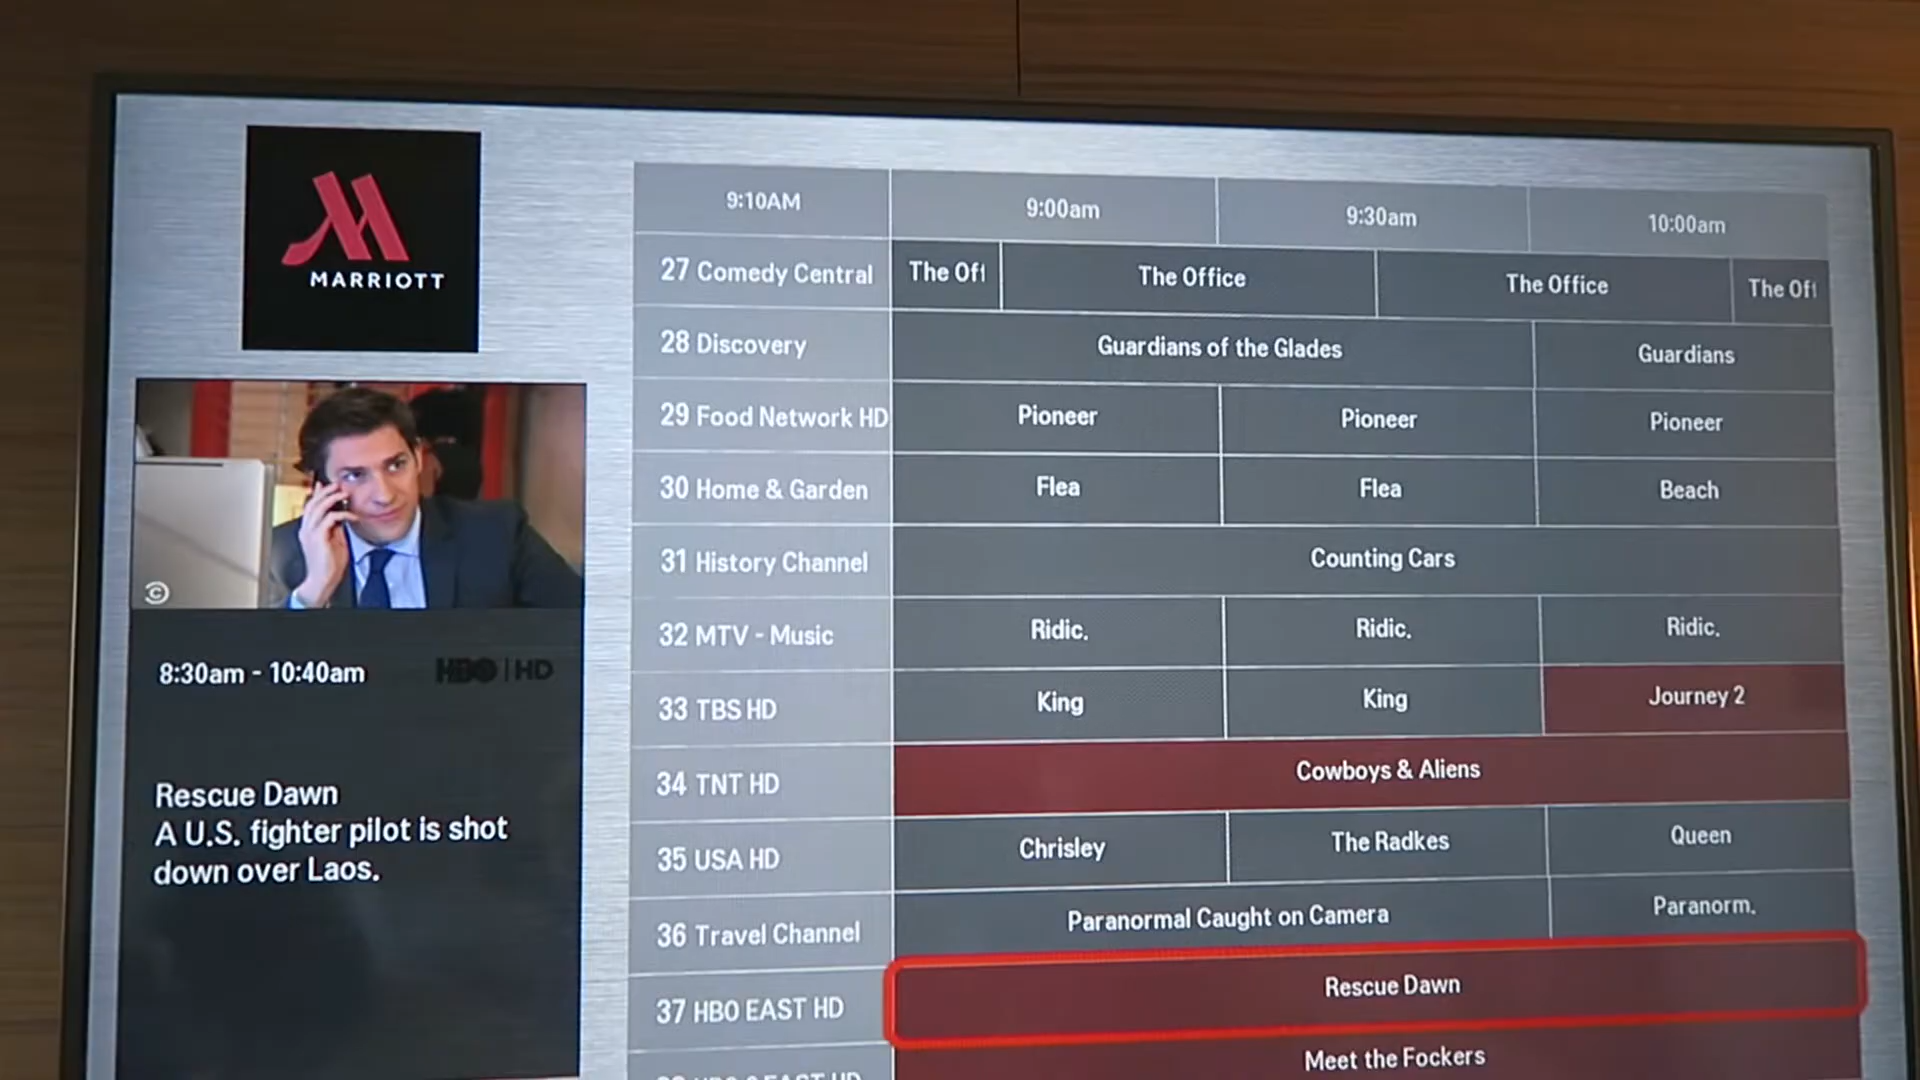 MARRIOTT
8:30am - 10:40am HBO | HD
Rescue Dawn
A U.S. fighter pilot is shot
down over Laos.
9:10AM 9:00am 9:30am 10:00am
27 Comedy Central The Of The Office The Office The Of
28 Discovery Guardians of the Glades Guardians
29 Food Network HD Pioneer Pioneer Pioneer
30 Home & Garden Flea Flea Beach
31 History Channel Counting Cars
32 MTV - Music Ridic. Ridic. Ridic.
33 TBS HD King King Journey 2
34 TNT HD Cowboys & Aliens
35 USA HD Chrisley The Radkes Queen
36 Travel Channel Paranormal Caught on Camera Paranorm.
37 HBO EAST HD Rescue Dawn
Meet the Fockers